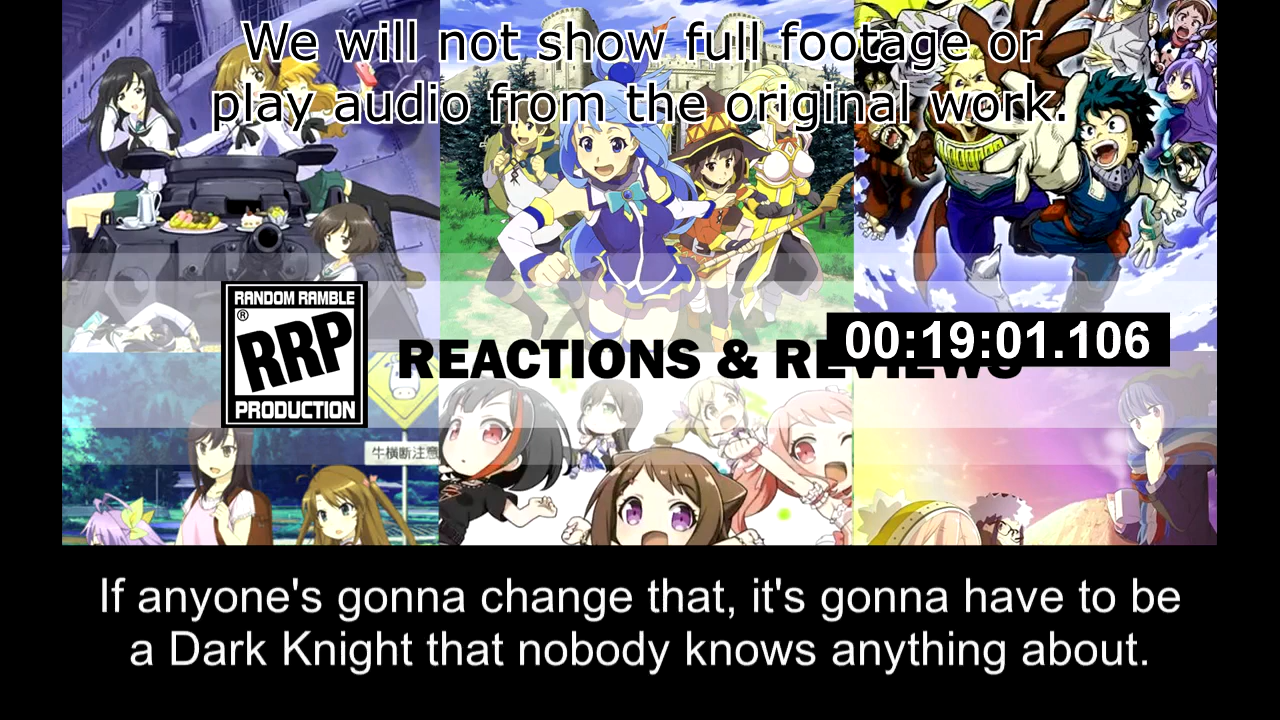 We will not show full footage or
play audio from the original work.
RANDOM RAMBLE
®
RRP
PRODUCTION
REACTIONS & REVIEWS
00:19:01.106
牛横断注意
If anyone's gonna change that, it's gonna have to be
a Dark Knight that nobody knows anything about.